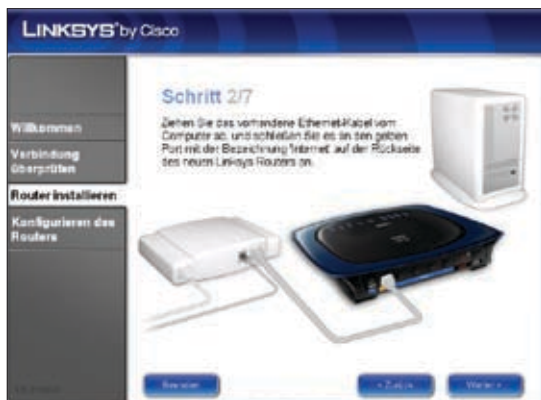 LINKSYS® by Cisco
Schritt 2/7
Ziehen Sie das vorhandene Ethernet-Kabel vom
Computer ab, und schließen Sie es an den gelben
Port mit der Bezeichnung 'Internet' auf der Rückseite
des neuen Linksys Routers an.
Willkommen
Verbindung
überprüfen
Router installieren
Konfigurieren des
Routers
Beenden
< Zurück
Weiter >